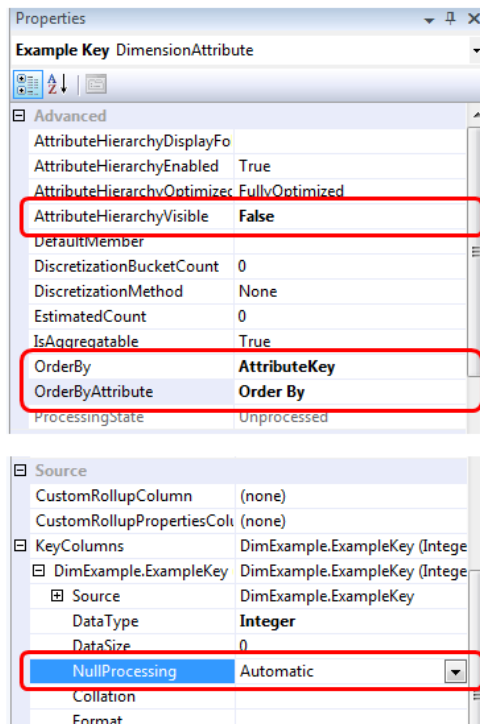 Properties
Example Key DimensionAttribute
Advanced
AttributeHierarchyDisplayFo
AttributeHierarchyEnabled True
AttributeHierarchyOptimized FullyOptimized
AttributeHierarchyVisible False
DefaultMember
DiscretizationBucketCount 0
DiscretizationMethod None
EstimatedCount 0
IsAggregatable True
OrderBy AttributeKey
OrderByAttribute Order By
ProcessingState Unprocessed
Source
CustomRollupColumn (none)
CustomRollupPropertiesColu (none)
KeyColumns DimExample.ExampleKey (Intege
DimExample.ExampleKey DimExample.ExampleKey (Intege
Source DimExample.ExampleKey
DataType Integer
DataSize 0
NullProcessing Automatic
Collation
Format